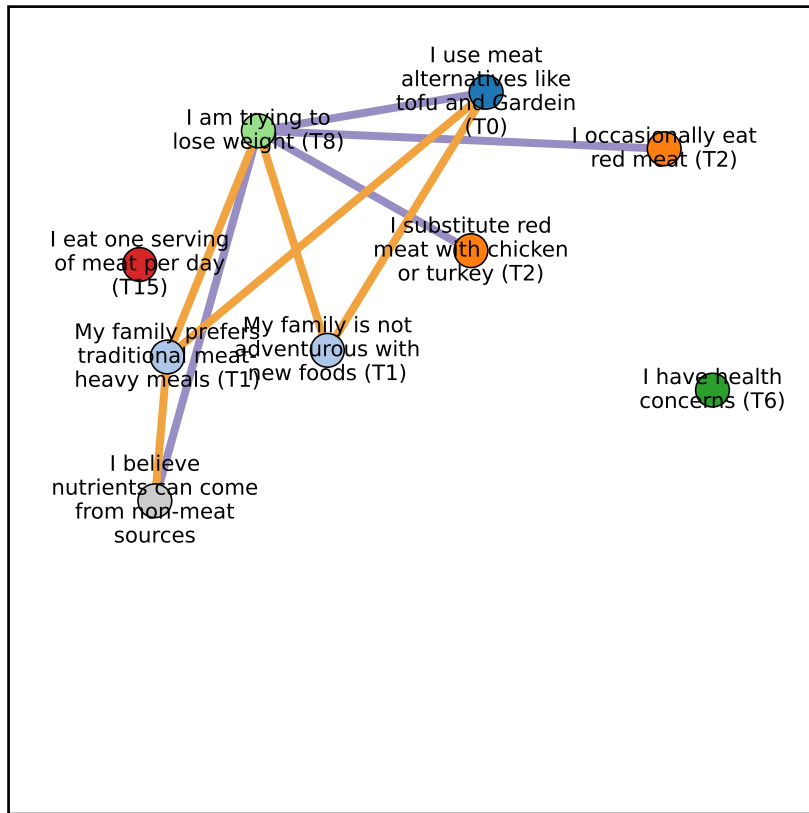 I use meat
alternatives like
tofu and Gardein
(T0)
I am trying to
lose weight (T8)
I occasionally eat
red meat (T2)
I substitute red
meat with chicken
or turkey (T2)
I eat one serving
of meat per day
(T15)
My family prefers
traditional meat-
heavy meals (T1)
My family is not
adventurous with
new foods (T1)
I have health
concerns (T6)
I believe
nutrients can come
from non-meat
sources